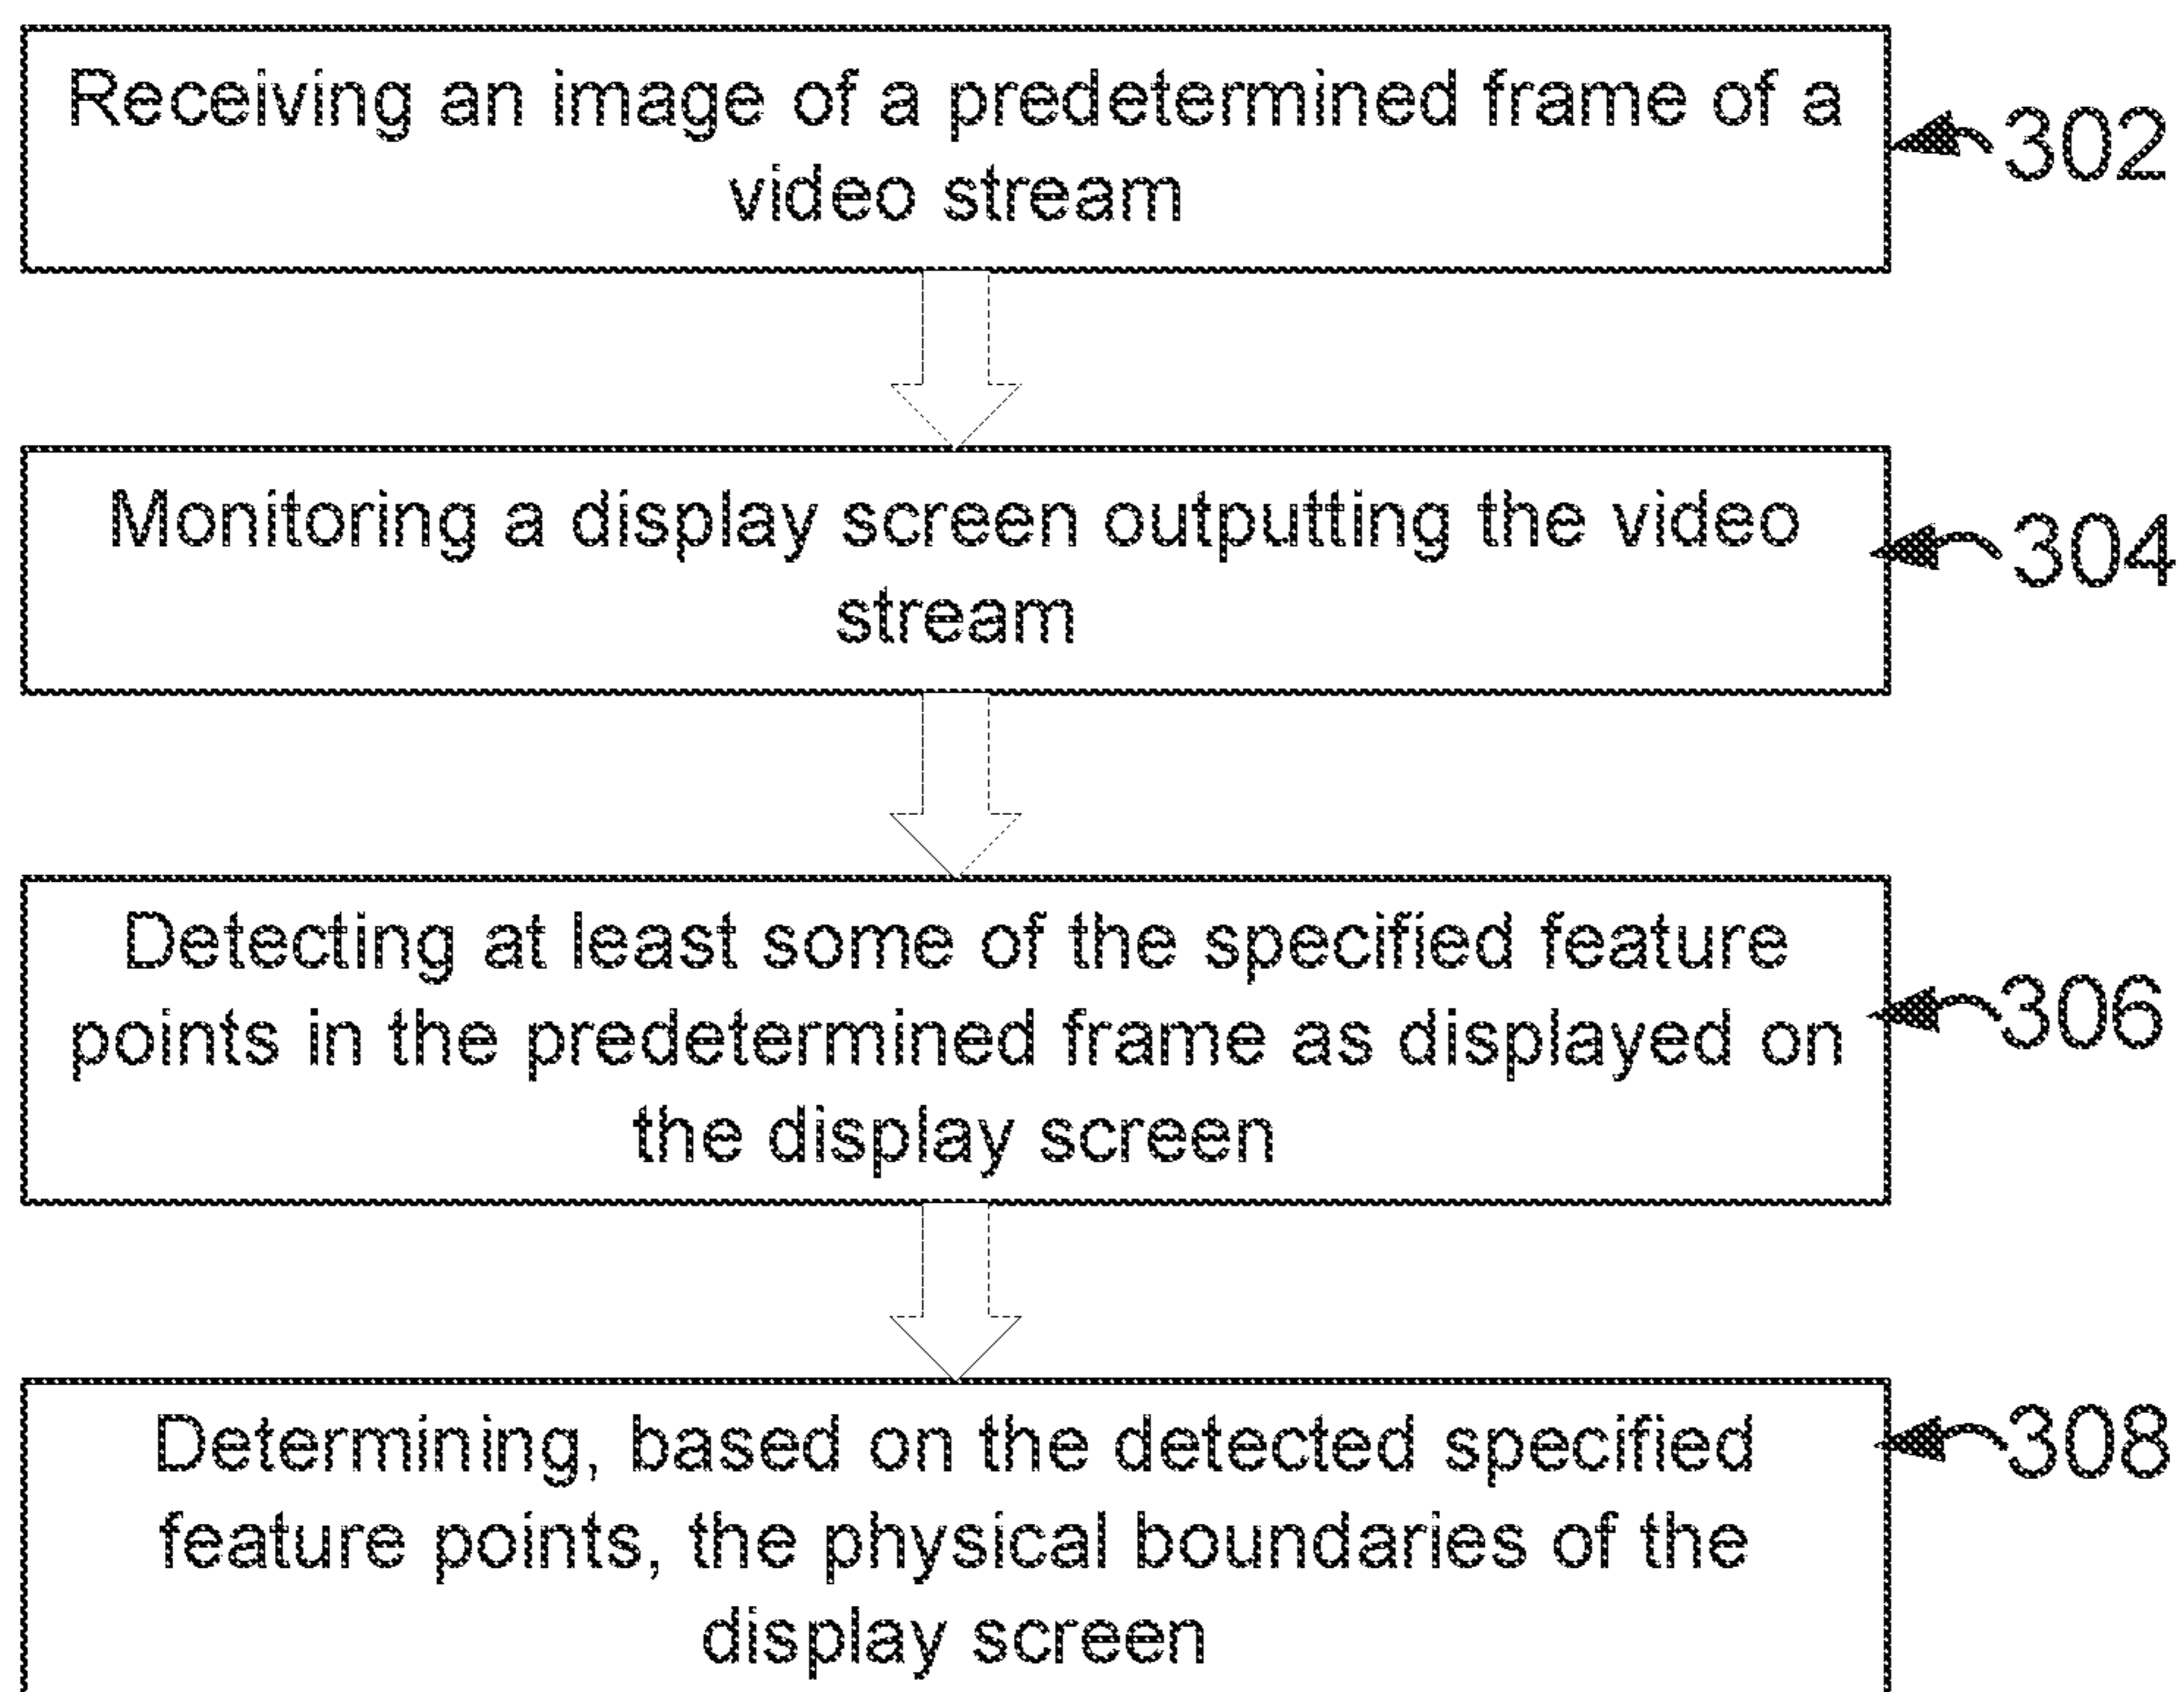 Receiving an image of a predetermined frame of a
video stream
302
Monitoring a display screen outputting the video
stream
304
Detecting at least some of the specified feature
points in the predetermined frame as displayed on
the display screen
306
Determining, based on the detected specified
feature points, the physical boundaries of the
display screen
308